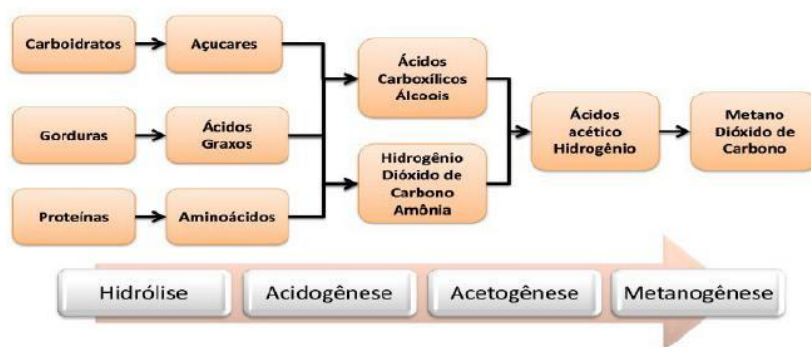 Carboidratos
Açucares
Gorduras
Ácidos
Graxos
Proteínas
Aminoácidos
Ácidos
Carboxílicos
Álcoois
Hidrogênio
Dióxido de
Carbono
Amônia
Ácidos
acético
Hidrogênio
Metano
Dióxido de
Carbono
Hidrólise
Acidogênese
Acetogênese
Metanogênese